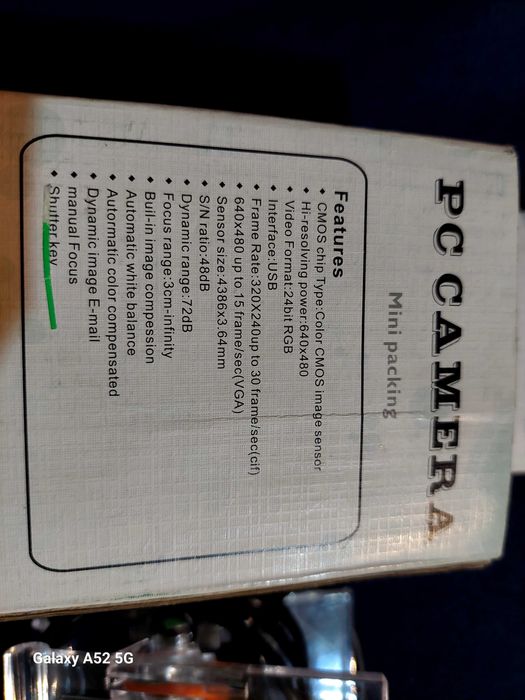 PC CAMERA
Mini packing
Features
• CMOS chip Type:Color CMOS image sensor
• Hi-resolving power:640x480
• Video Format:24bit RGB
• Interface:USB
• Frame Rate:320X240up to 30 frame/sec(cif)
• 640x480 up to 15 frame/sec(VGA)
• Sensor size:4.86x3.64mm
• S/N ratio:48dB
• Dynamic range:72dB
• Focus range:3cm-infinity
• Buil-in image compession
• Automatic white balance
• Autormatic color compensated
• Dynamic image E-mail
• manual Focus
• Shutter key
Galaxy A52 5G